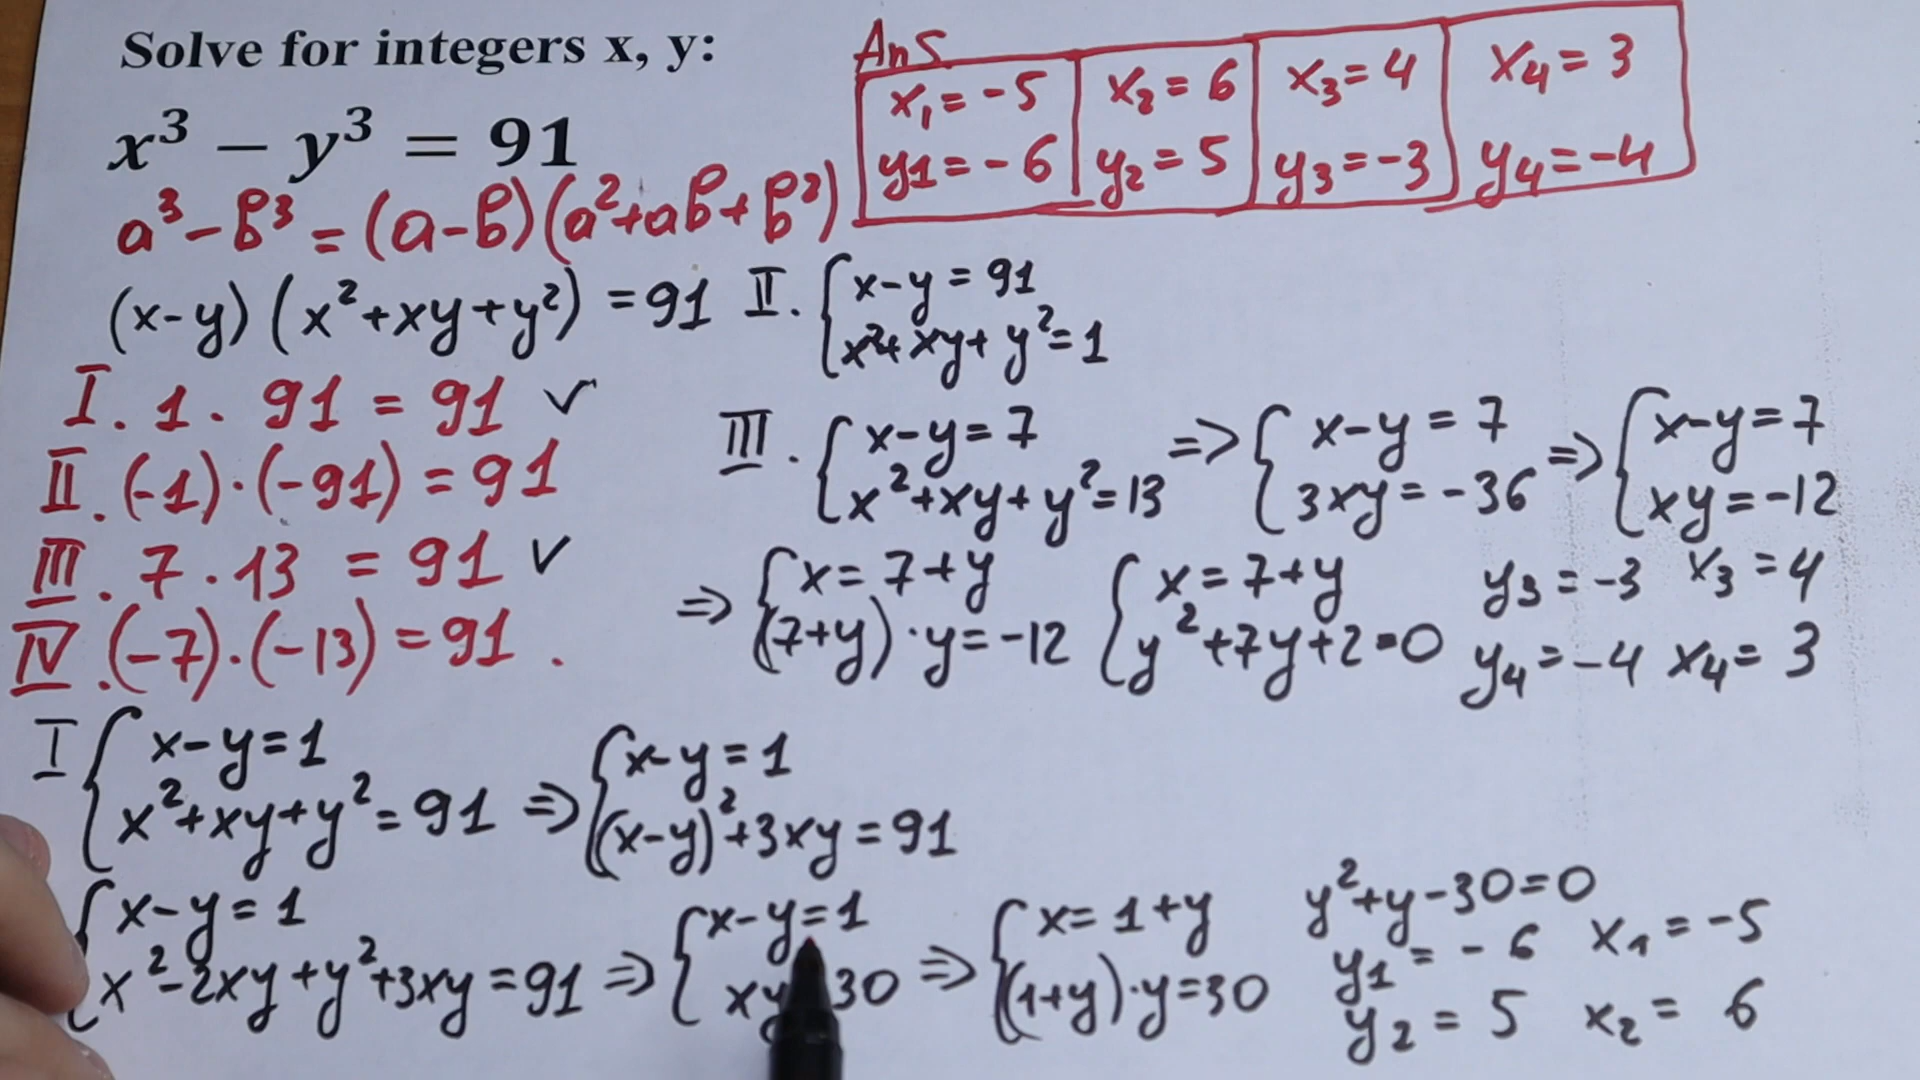 Solve for integers x, y:
x³ − y³ = 91
a³ − b³ = (a − b)(a² + ab + b²)
(x − y)(x² + xy + y²) = 91
I. 1 · 91 = 91 ✓
II. (−1) · (−91) = 91
III. 7 · 13 = 91 ✓
IV. (−7) · (−13) = 91.
Ans
x₁ = −5 x₂ = 6 x₃ = 4 x₄ = 3
y1 = −6 y₂ = 5 y₃ = −3 y₄ = −4
II. { x − y = 91
x² + xy + y² = 1
III. { x − y = 7 => { x − y = 7 => { x − y = 7
x² + xy + y² = 13 3xy = −36 xy = −12
=> { x = 7 + y { x = 7 + y y₃ = −3 x₃ = 4
(7 + y) · y = −12 y² + 7y + 2 = 0 y₄ = −4 x₄ = 3
I { x − y = 1 => { x − y = 1
x² + xy + y² = 91 (x − y)² + 3xy = 91
{ x − y = 1 => { x − y = 1 => { x = 1 + y y² + y − 30 = 0
x² − 2xy + y² + 3xy = 91 xy 30 (1 + y) · y = 30 y₁ = −6 x₁ = −5
y₂ = 5 x₂ = 6